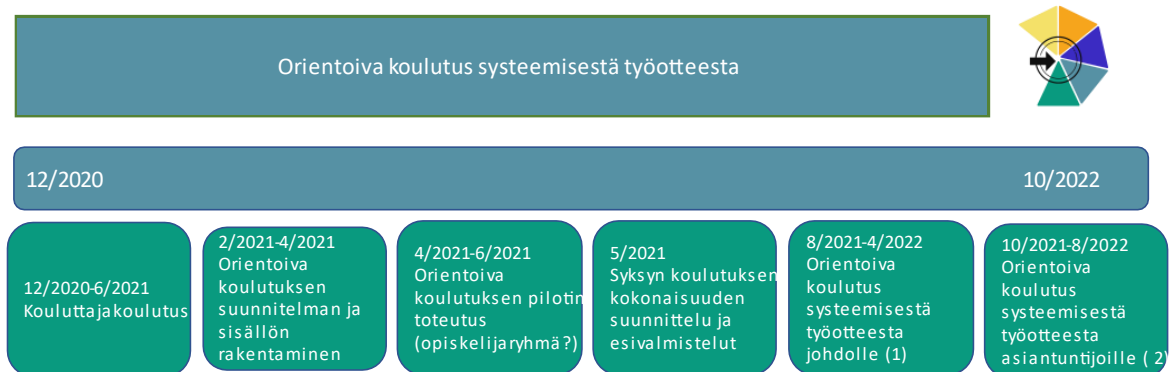 Orientoiva koulutus systeemisestä työotteesta
12/2020
10/2022
12/2020-6/2021
Kouluttajakoulutus
2/2021-4/2021
Orientoiva
koulutuksen
suunnitelman ja
sisällön
rakentaminen
4/2021-6/2021
Orientoiva
koulutuksen pilotin
toteutus
(opiskelijaryhmä?)
5/2021
Syksyn koulutuksen
kokonaisuuden
suunnittelu ja
esivalmistelut
8/2021-4/2022
Orientoiva
koulutus
systeemisestä
työotteesta
johdolle (1)
10/2021-8/2022
Orientoiva
koulutus
systeemisestä
työotteesta
asiantuntijoille ( 2)